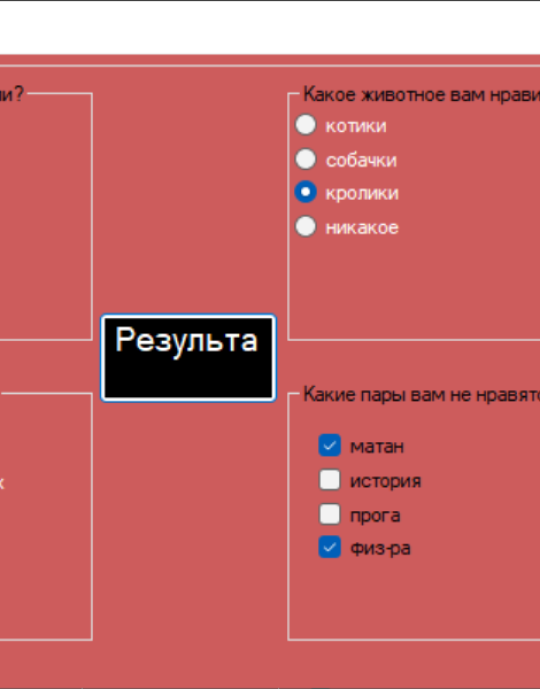 ии?
Какое животное вам нрави
котики
собачки
кролики
никакое
Результа
Какие пары вам не нравято
матан
история
прога
физ-ра